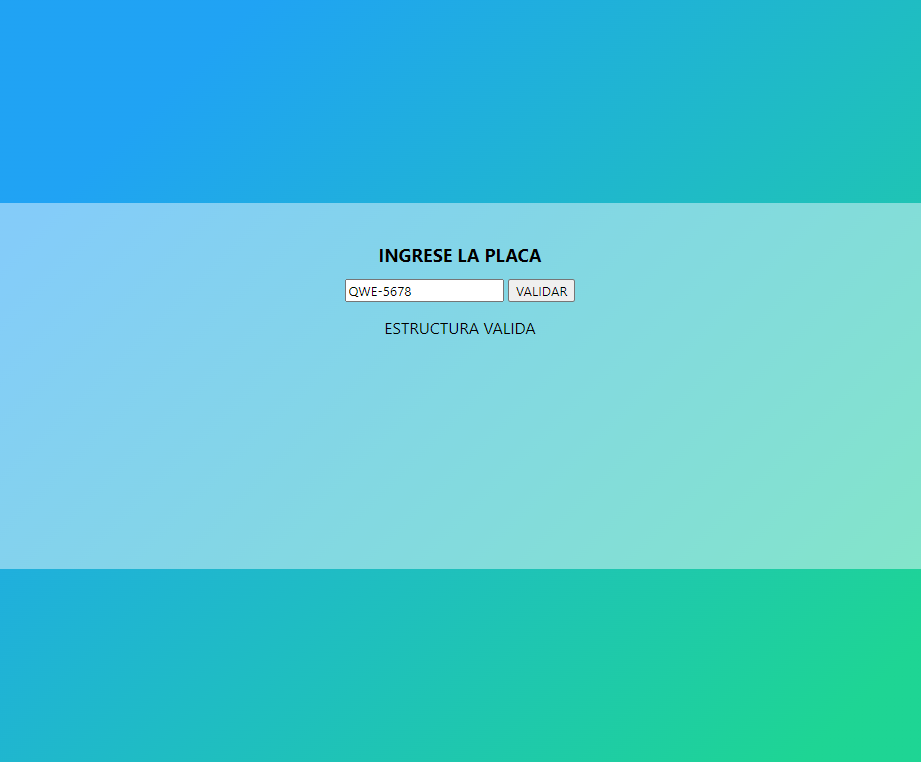 INGRESE LA PLACA
QWE-5678 VALIDAR
ESTRUCTURA VALIDA